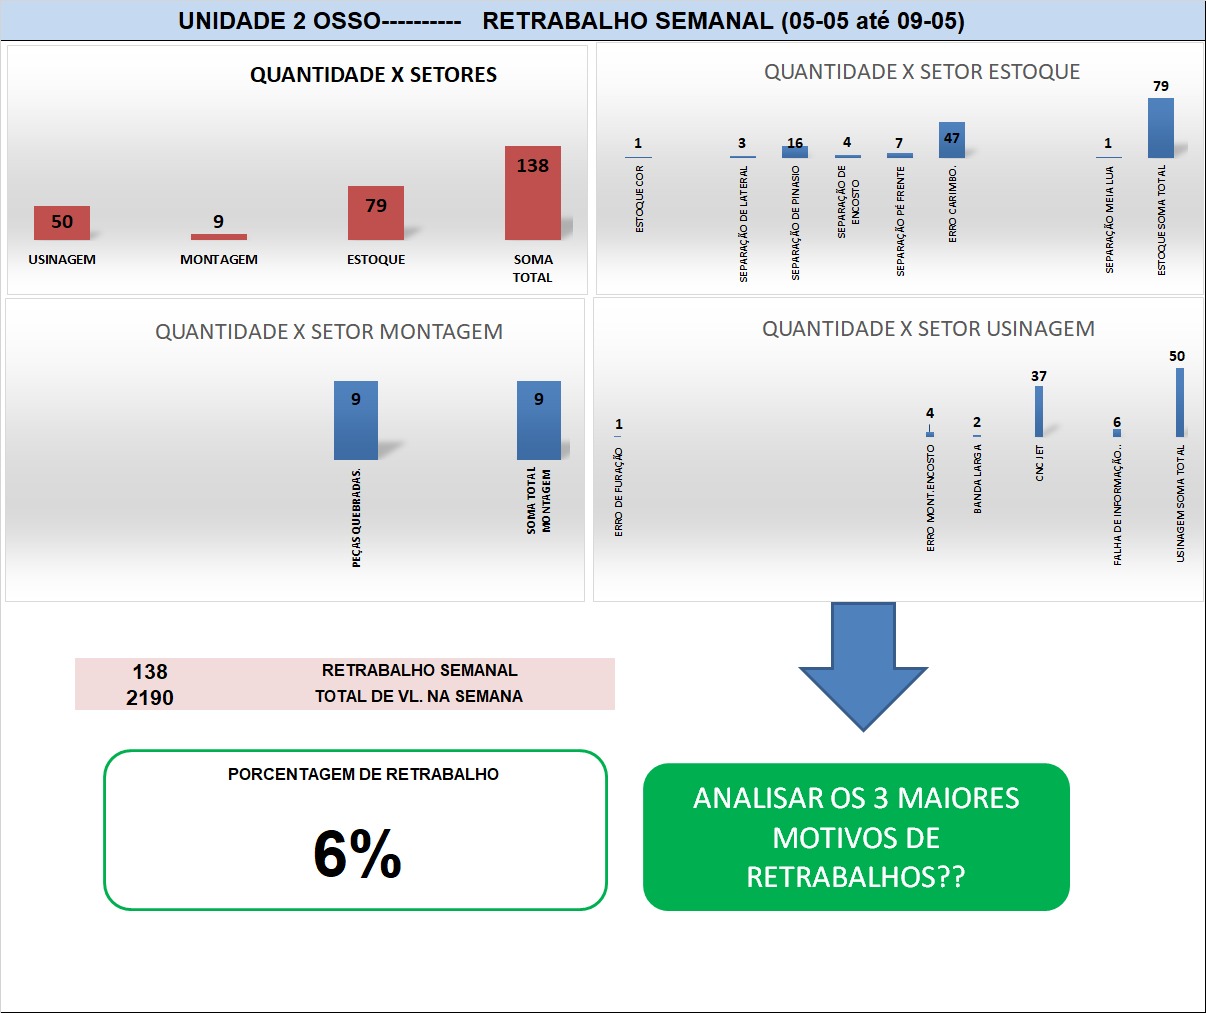 UNIDADE 2 OSSO---------- RETRABALHO SEMANAL (05-05 até 09-05)
QUANTIDADE X SETORES
50
9
79
138
USINAGEM
MONTAGEM
ESTOQUE
SOMA
TOTAL
QUANTIDADE X SETOR ESTOQUE
1
3
16
4
7
47
1
79
ESTOQUE COR
SEPARAÇÃO DE LATERAL
SEPARAÇÃO DE PINASIO
SEPARAÇÃO DE
ENCOSTO
SEPARAÇÃO PÉ FRENTE
ERRO CARIMBO.
SEPARAÇÃO MEIA LUA
ESTOQUE SOMA TOTAL
QUANTIDADE X SETOR MONTAGEM
9
9
PEÇAS QUEBRADAS.
SOMA TOTAL
MONTAGEM
QUANTIDADE X SETOR USINAGEM
1
4
2
37
6
50
ERRO DE FURAÇÃO
ERRO MONT.ENCOSTO
BANDA LARGA
CNC JET
FALHA DE INFORMAÇÃO...
USINAGEM SOMA TOTAL
138 RETRABALHO SEMANAL
2190 TOTAL DE VL. NA SEMANA
PORCENTAGEM DE RETRABALHO
6%
ANALISAR OS 3 MAIORES
MOTIVOS DE
RETRABALHOS??